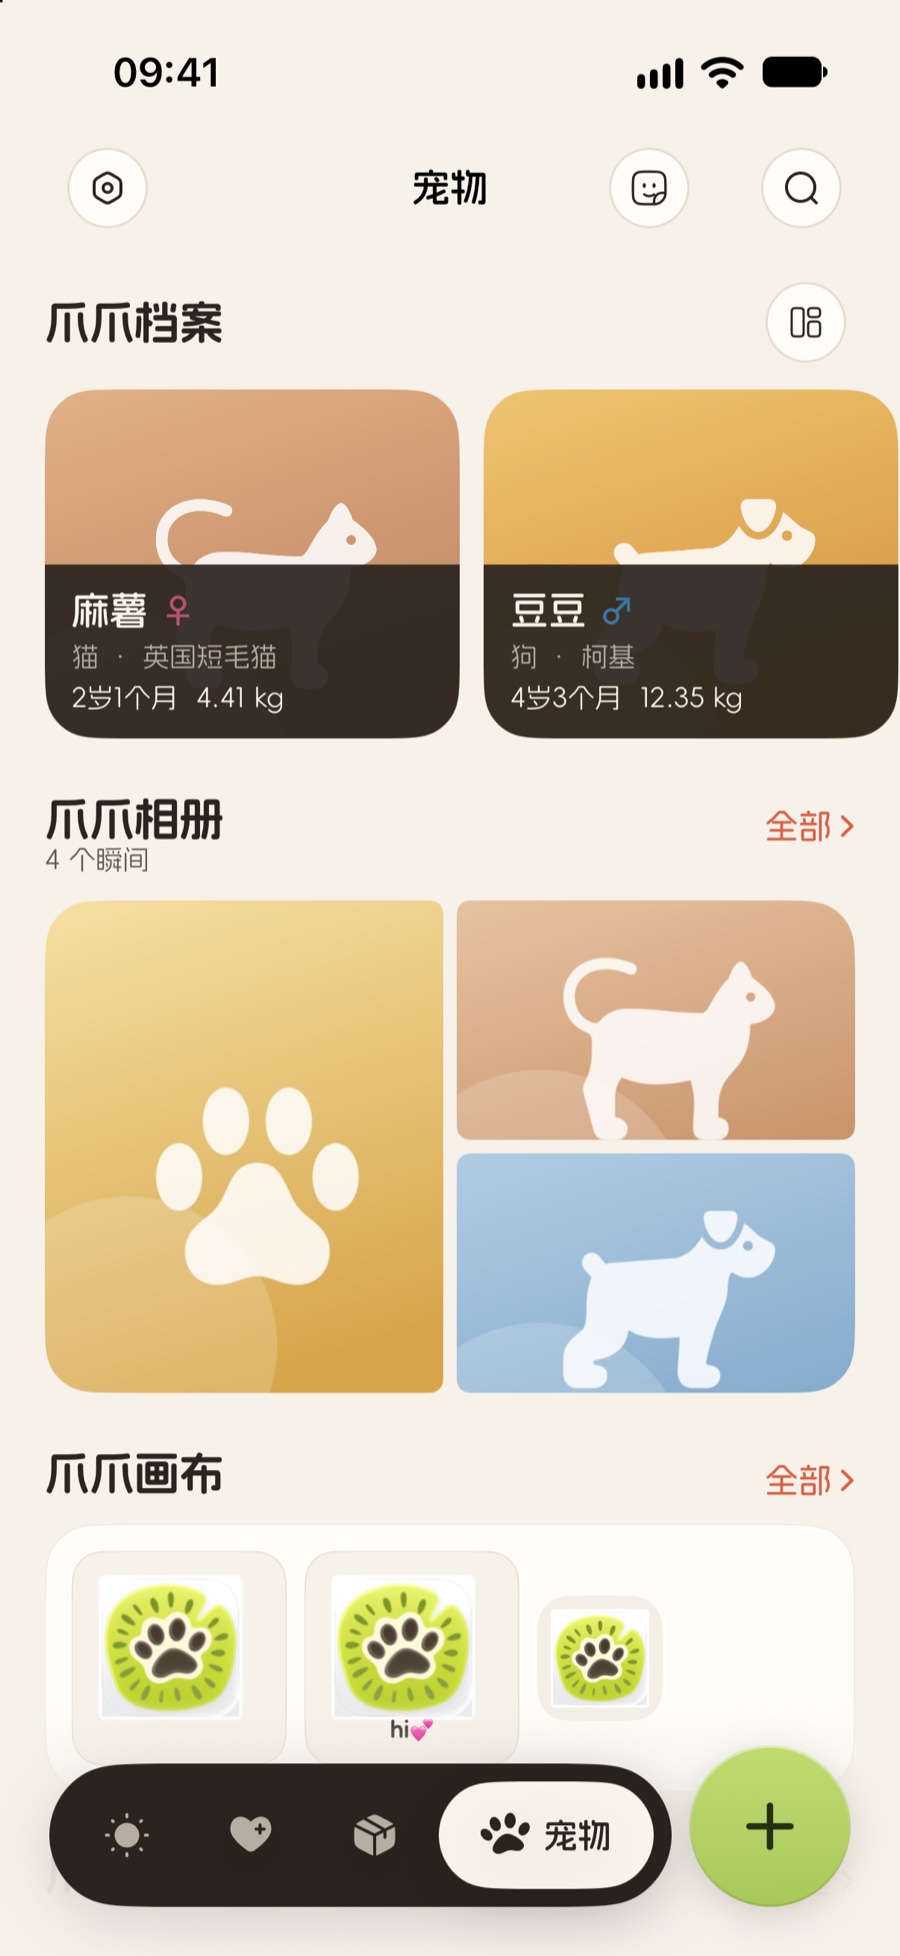 09:41
宠物
爪爪档案
麻薯 ♀
猫 · 英国短毛猫
2岁1个月 4.41 kg
豆豆 ♂
狗 · 柯基
4岁3个月 12.35 kg
爪爪相册
全部
4 个瞬间
爪爪画布
全部
hi💕
宠物